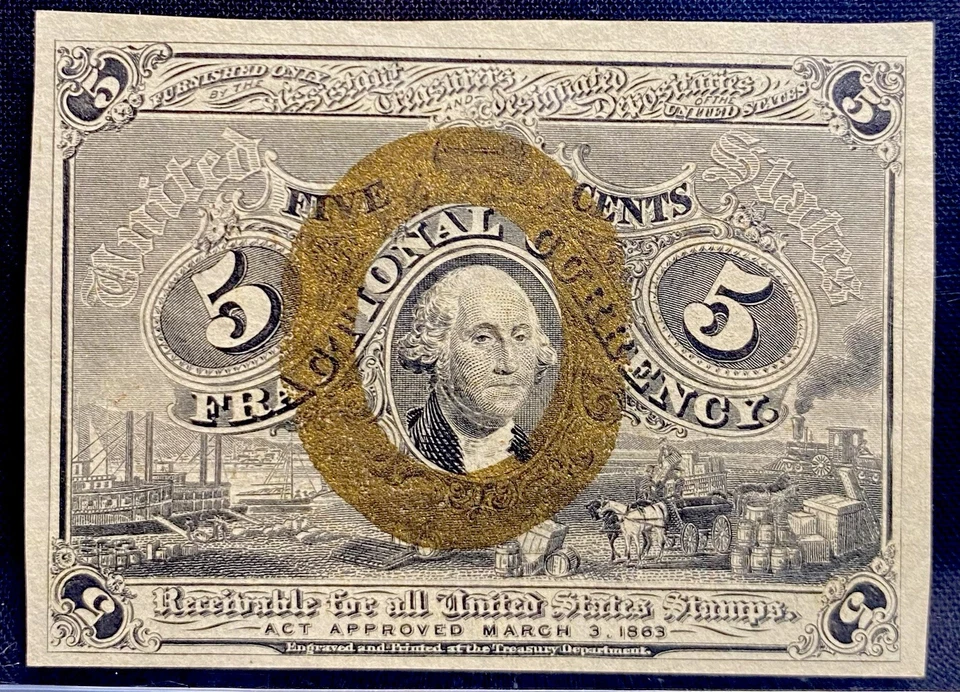 5 5
FURNISHED ONLY BY THE Assistant Treasurers AND designated Depositaries OF THE UNITED STATES
United States
FIVE CENTS
5 5
FRACTIONAL CURRENCY.
Receivable for all United States Stamps.
ACT APPROVED MARCH 3, 1863
Engraved and Printed at the Treasury Department.
5 5